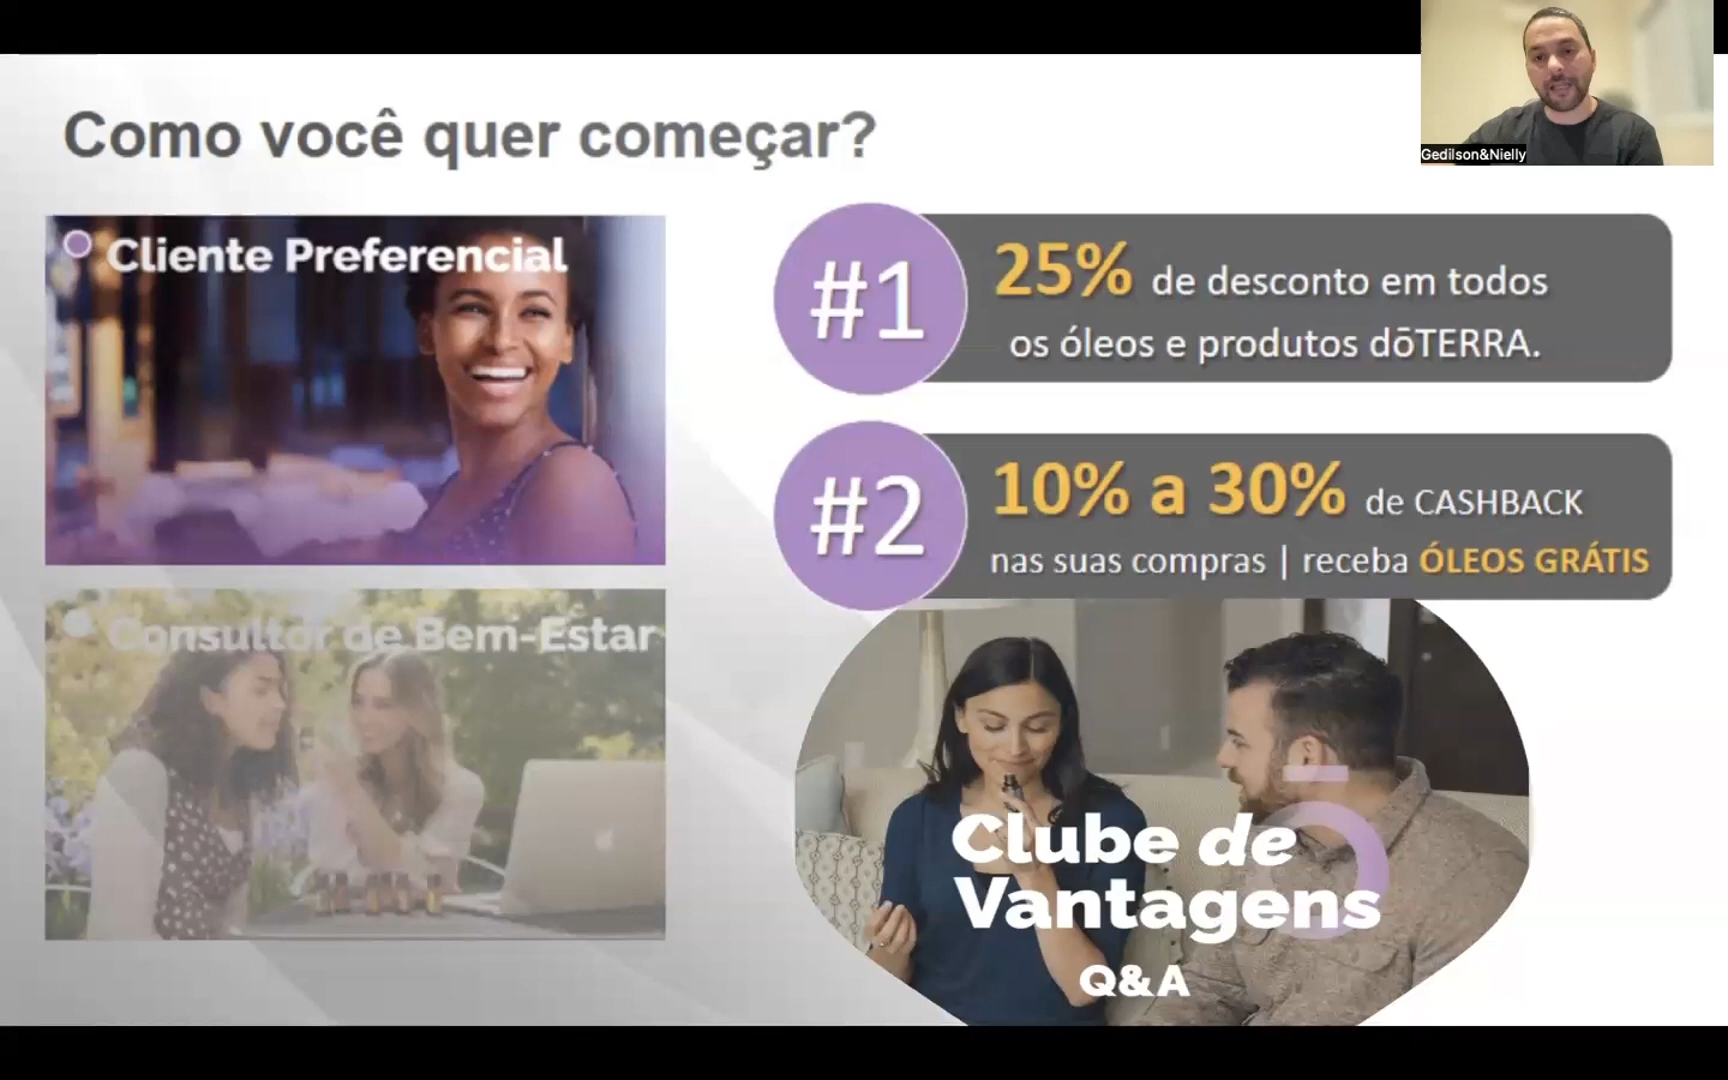 Como você quer começar?
Gedilson&Nielly
Cliente Preferencial
Consultor de Bem-Estar
#1
25% de desconto em todos
os óleos e produtos dōTERRA.
#2
10% a 30% de CASHBACK
nas suas compras | receba ÓLEOS GRÁTIS
Clube de
Vantagens
Q&A